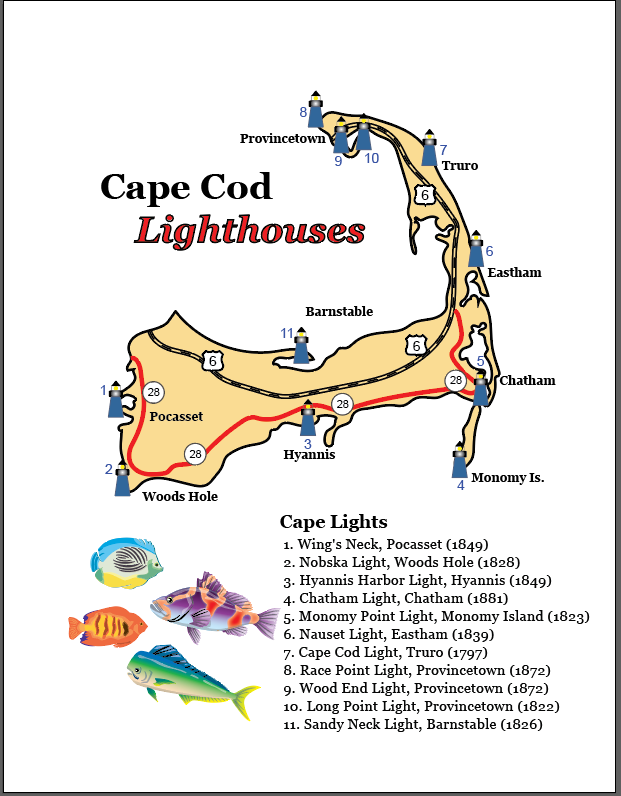 8
Provincetown
9
10
7
Truro
Cape Cod
Lighthouses
6
6
Eastham
Barnstable
11
6
6
5
1
28
28
28
Chatham
Pocasset
3
Hyannis
28
2
Woods Hole
4
Monomy Is.
Cape Lights
1. Wing's Neck, Pocasset (1849)
2. Nobska Light, Woods Hole (1828)
3. Hyannis Harbor Light, Hyannis (1849)
4. Chatham Light, Chatham (1881)
5. Monomy Point Light, Monomy Island (1823)
6. Nauset Light, Eastham (1839)
7. Cape Cod Light, Truro (1797)
8. Race Point Light, Provincetown (1872)
9. Wood End Light, Provincetown (1872)
10. Long Point Light, Provincetown (1822)
11. Sandy Neck Light, Barnstable (1826)